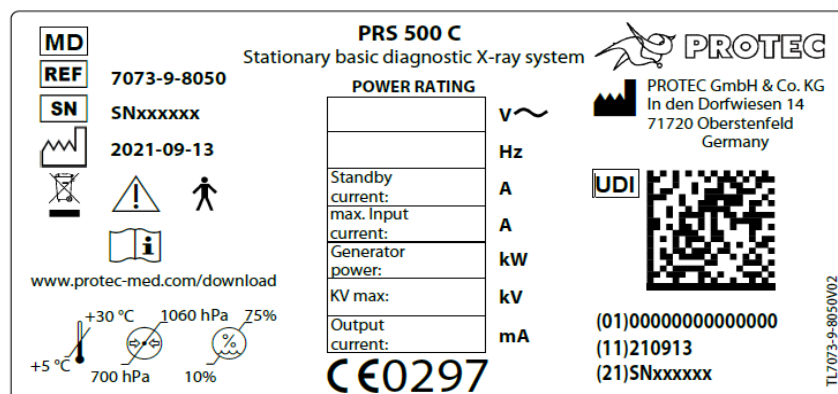 PRS 500 C
Stationary basic diagnostic X-ray system
MD
REF 7073-9-8050
SN SNxxxxxx
2021-09-13
i
www.protec-med.com/download
+30 °C
+5 °C
1060 hPa
700 hPa
75%
%
10%
POWER RATING
V
Hz
Standby
current: A
max. Input
current: A
Generator
power: kW
KV max: kV
Output
current: mA
CE0297
PROTEC
PROTEC GmbH & Co. KG
In den Dorfwiesen 14
71720 Oberstenfeld
Germany
UDI
(01)00000000000000
(11)210913
(21)SNxxxxxx
TL7073-9-8050V02